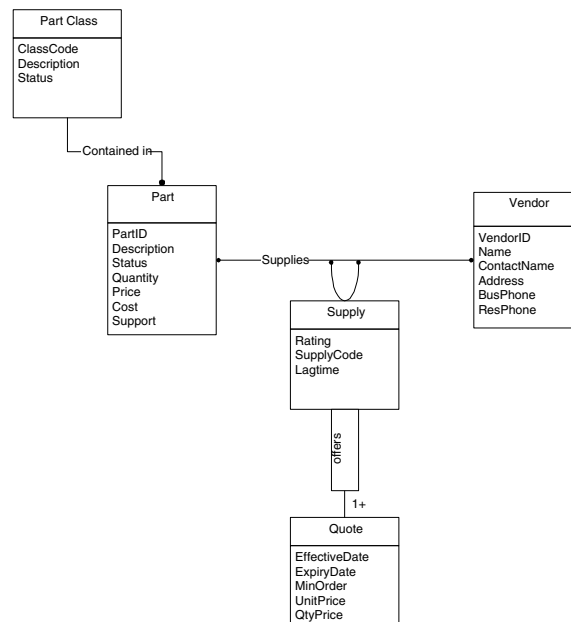 Part Class
ClassCode
Description
Status
Contained in
Part
PartID
Description
Status
Quantity
Price
Cost
Support
Supplies
Vendor
VendorID
Name
ContactName
Address
BusPhone
ResPhone
Supply
Rating
SupplyCode
Lagtime
offers
1+
Quote
EffectiveDate
ExpiryDate
MinOrder
UnitPrice
QtyPrice